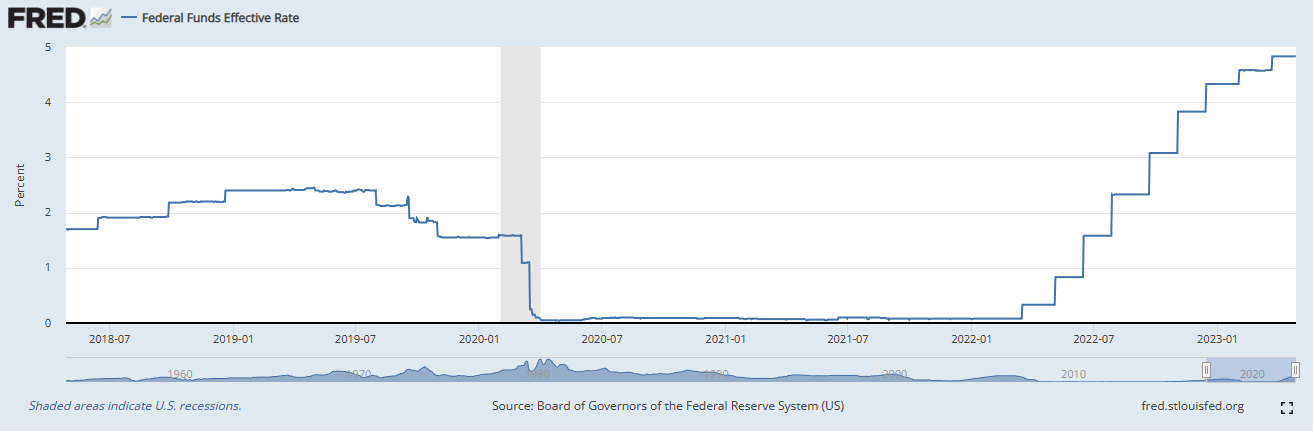 FRED
Federal Funds Effective Rate
5
4
3
2
1
0
Percent
2018-07 2019-01 2019-07 2020-01 2020-07 2021-01 2021-07 2022-01 2022-07 2023-01
1960 1970 1980 1990 2000 2010 2020
Shaded areas indicate U.S. recessions.
Source: Board of Governors of the Federal Reserve System (US)
fred.stlouisfed.org